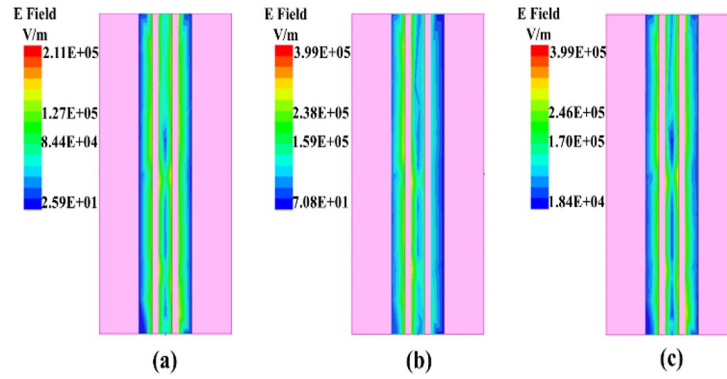 E Field
V/m
2.11E+05
1.27E+05
8.44E+04
2.59E+01
(a)
E Field
V/m
3.99E+05
2.38E+05
1.59E+05
7.08E+01
(b)
E Field
V/m
3.99E+05
2.46E+05
1.70E+05
1.84E+04
(c)